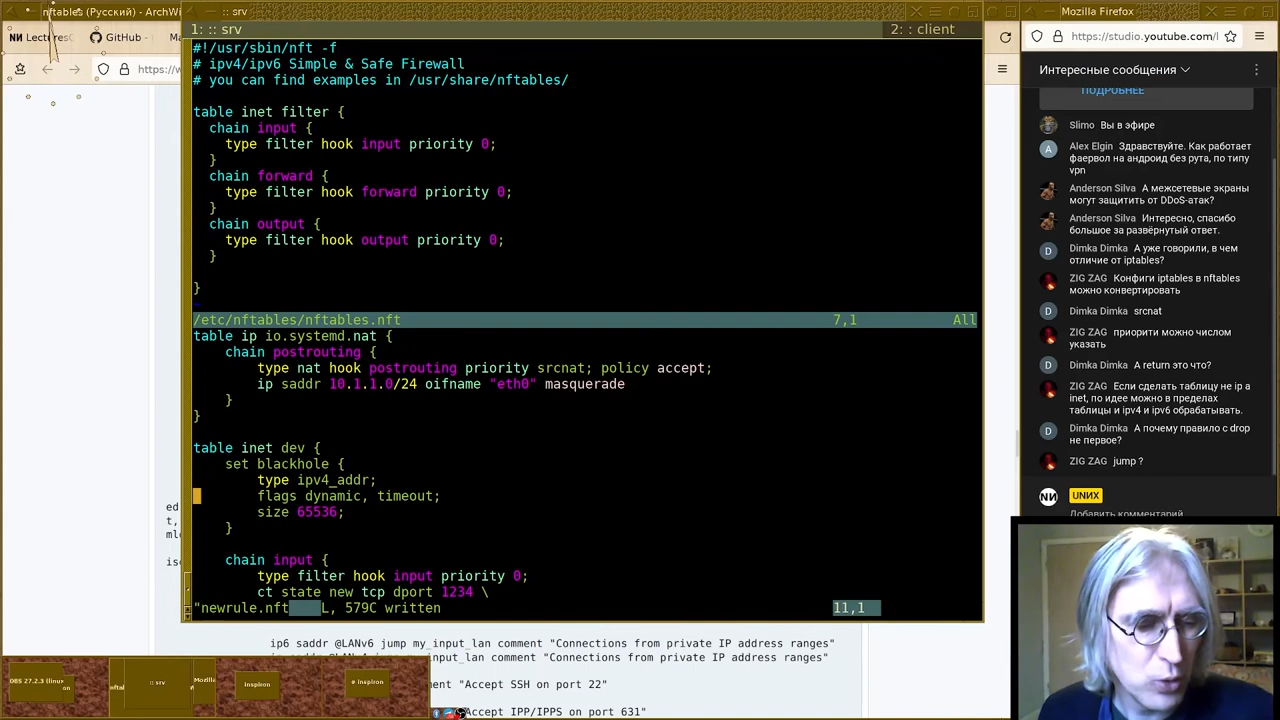 nftables (Русский) - ArchWi
:: srv
Mozilla Firefox
GitHub -
1: :: srv
2: : client
https://w
https://studio.youtube.com/l
#!/usr/sbin/nft -f
# ipv4/ipv6 Simple & Safe Firewall
# you can find examples in /usr/share/nftables/
table inet filter {
chain input {
type filter hook input priority 0;
}
chain forward {
type filter hook forward priority 0;
}
chain output {
type filter hook output priority 0;
}
}
~
/etc/nftables/nftables.nft 7,1 All
table ip io.systemd.nat {
chain postrouting {
type nat hook postrouting priority srcnat; policy accept;
ip saddr 10.1.1.0/24 oifname "eth0" masquerade
}
}
table inet dev {
set blackhole {
type ipv4_addr;
flags dynamic, timeout;
size 65536;
}
chain input {
type filter hook input priority 0;
ct state new tcp dport 1234 \
"newrule.nft L, 579C written 11,1
ip6 saddr @LANv6 jump my_input_lan comment "Connections from private IP address ranges"
my_input_lan comment "Connections from private IP address ranges"
ment "Accept SSH on port 22"
"Accept IPP/IPPS on port 631"
Интересные сообщения
ПОДРОБНЕЕ
Slimo Вы в эфире
Alex Elgin Здравствуйте. Как работает
фаервол на андроид без рута, по типу
vpn
Anderson Silva А межсетевые экраны
могут защитить от DDoS-атак?
Anderson Silva Интересно, спасибо
большое за развёрнутый ответ.
Dimka Dimka А уже говорили, в чем
отличие от iptables?
ZIG ZAG Конфиги iptables в nftables
можно конвертировать
Dimka Dimka srcnat
ZIG ZAG приорити можно числом
указать
Dimka Dimka А return это что?
ZIG ZAG Если сделать таблицу не ip а
inet, по идее можно в пределах
таблицы и ipv4 и ipv6 обрабатывать.
Dimka Dimka А почему правило с drop
не первое?
ZIG ZAG jump ?
UNИX
Добавить комментарий
OBS 27.2.3 (linux
:: srv
Mozill
inspiron
@ inspiron